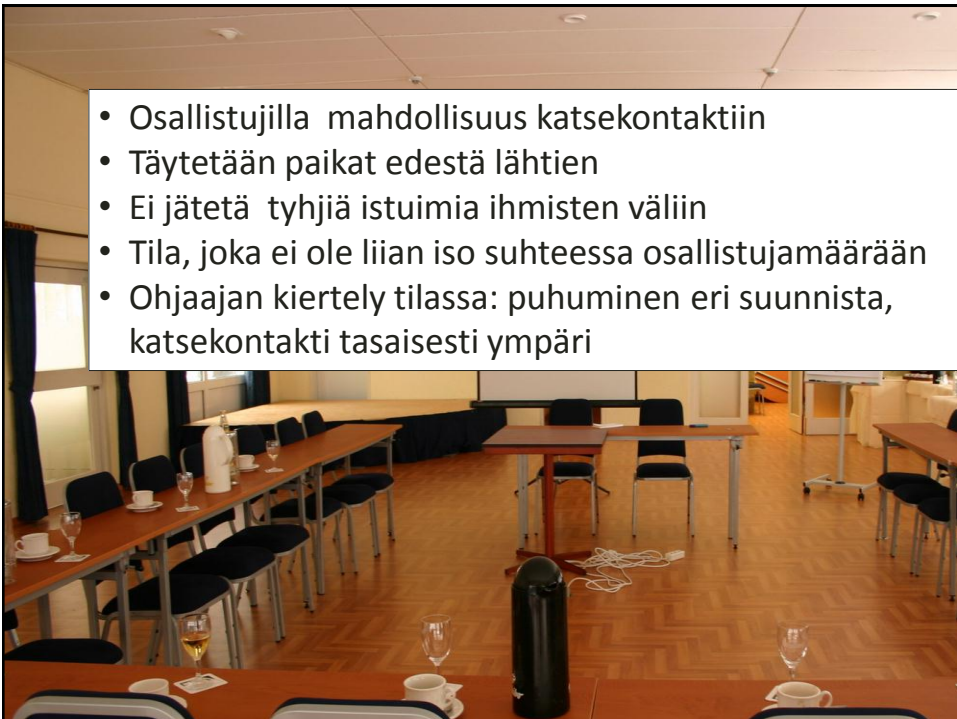 • Osallistujilla mahdollisuus katsekontaktiin
• Täytetään paikat edestä lähtien
• Ei jätetä tyhjiä istuimia ihmisten väliin
• Tila, joka ei ole liian iso suhteessa osallistujamäärään
• Ohjaajan kiertely tilassa: puhuminen eri suunnista,
katsekontakti tasaisesti ympäri